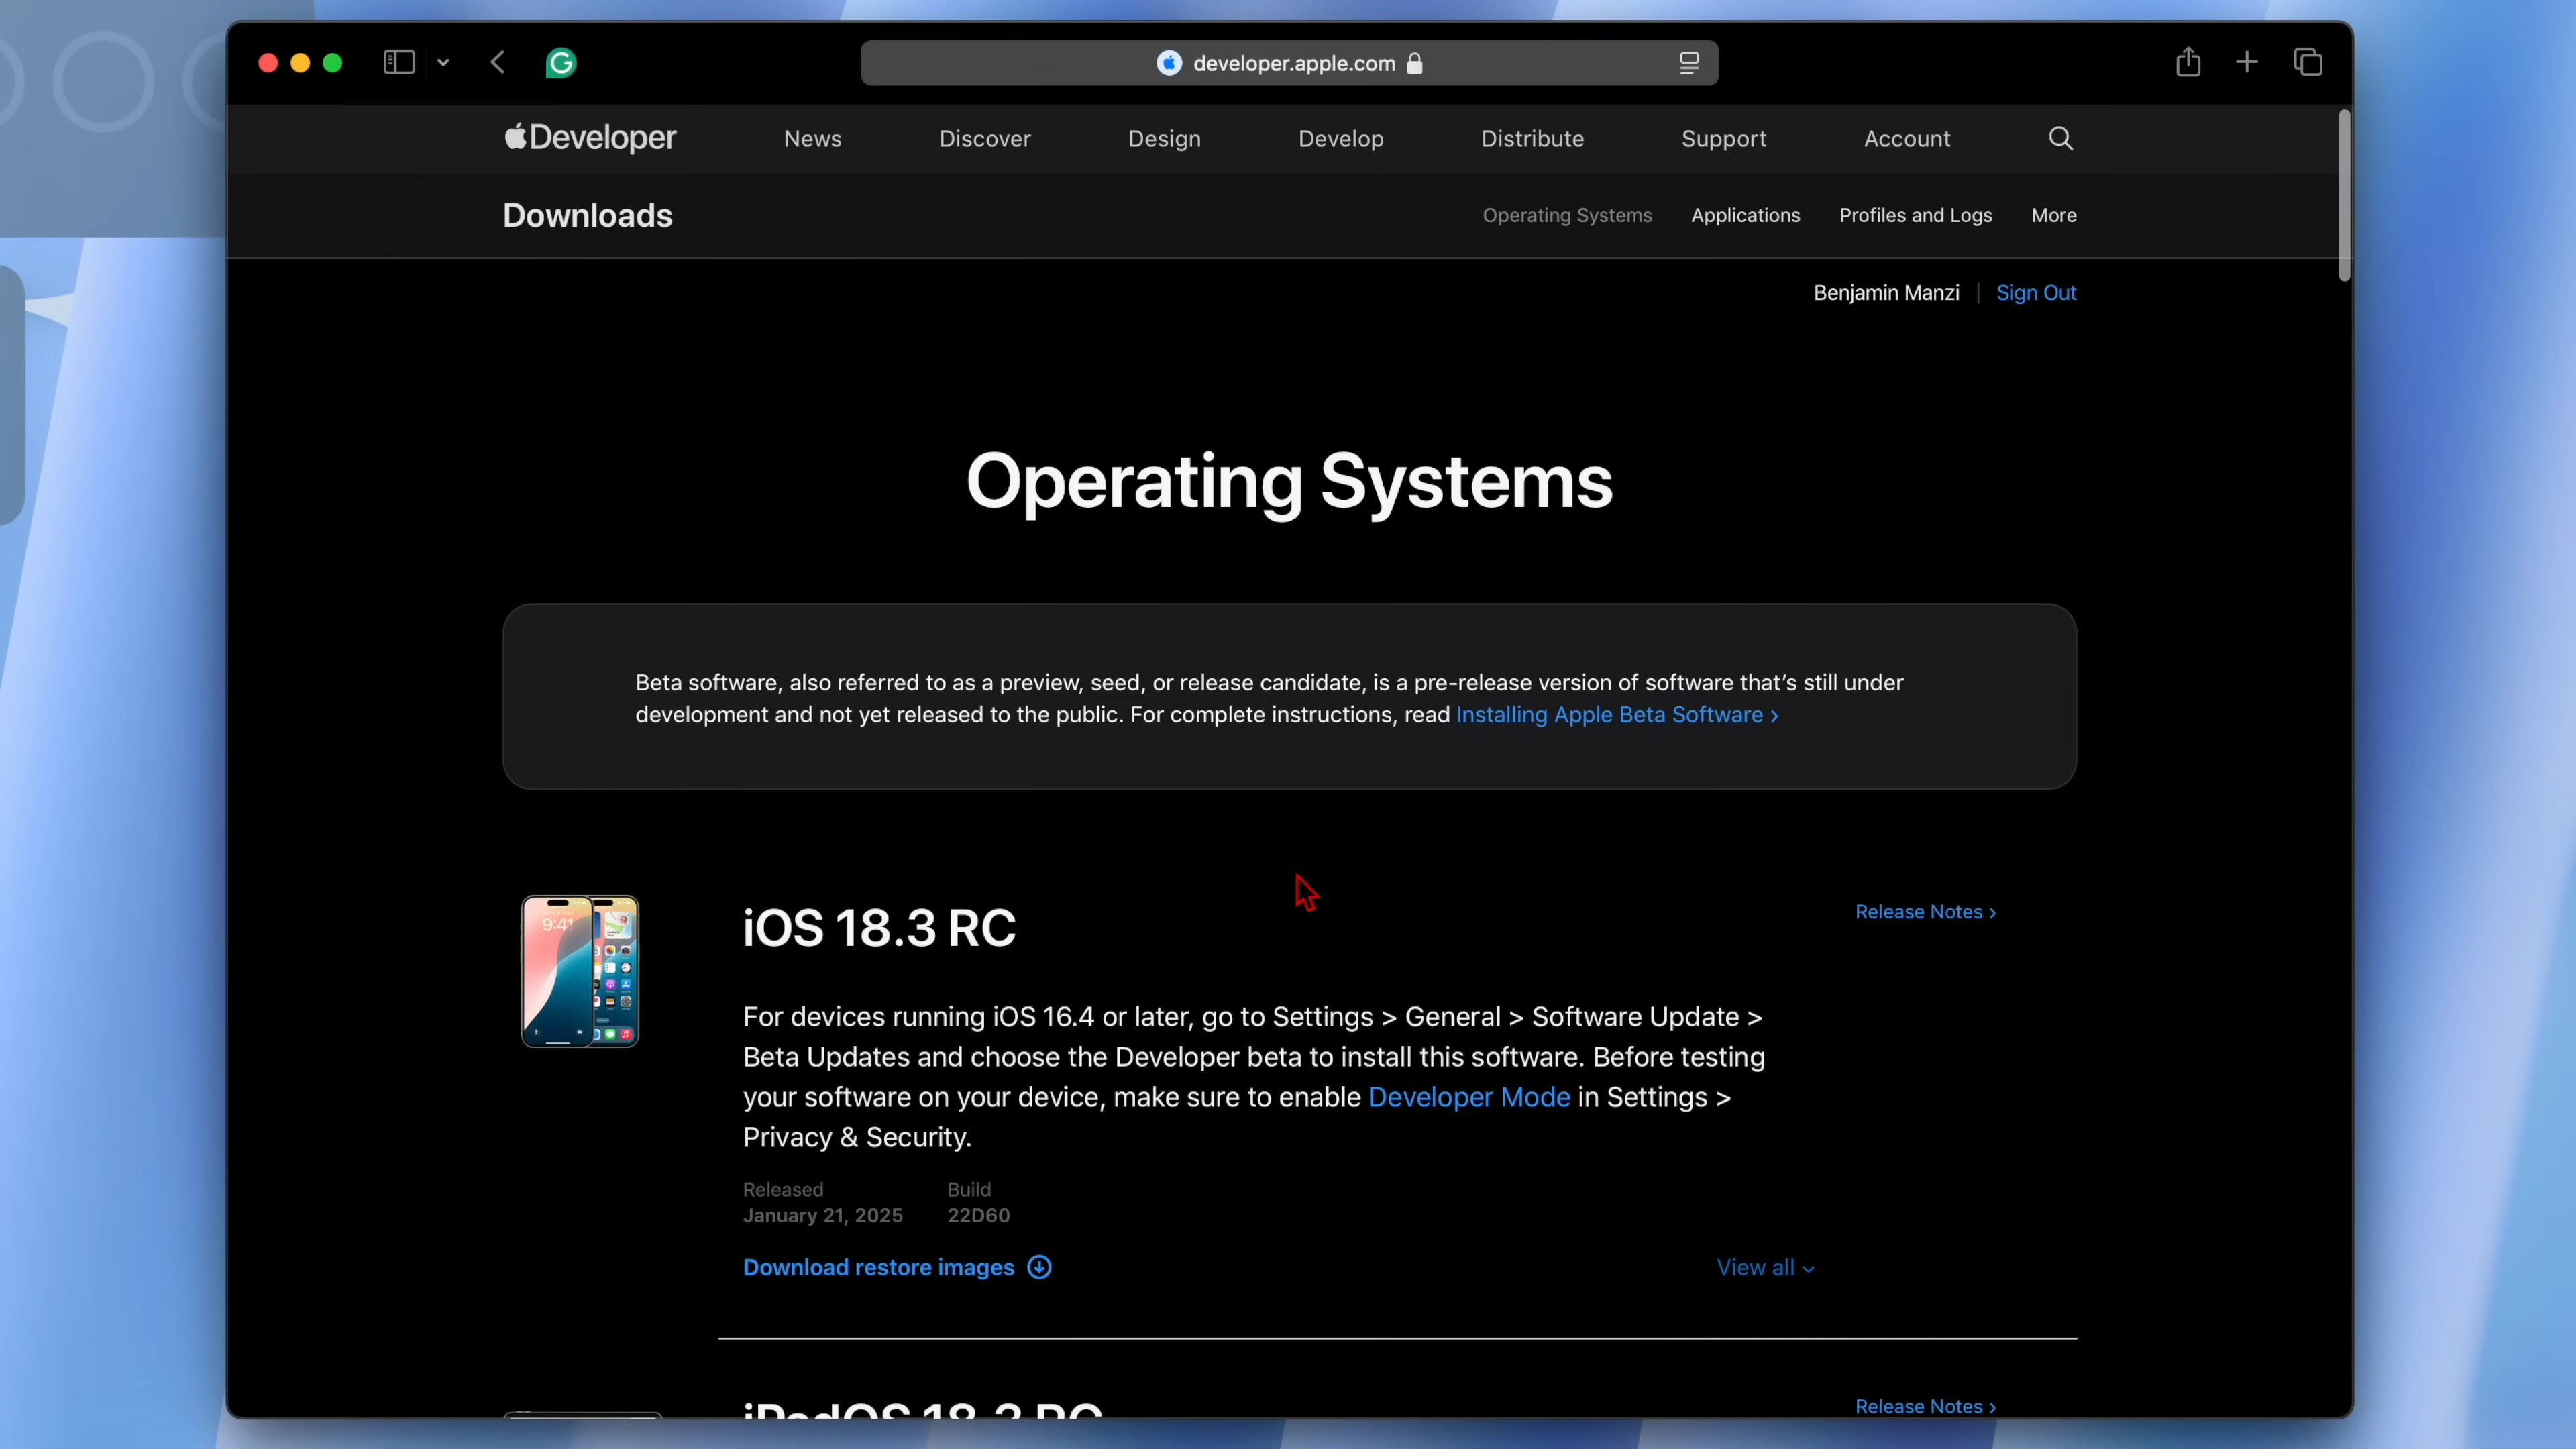 developer.apple.com
Developer
News
Discover
Design
Develop
Distribute
Support
Account
Downloads
Operating Systems
Applications
Profiles and Logs
More
Benjamin Manzi
Sign Out
Operating Systems
Beta software, also referred to as a preview, seed, or release candidate, is a pre-release version of software that’s still under
development and not yet released to the public. For complete instructions, read Installing Apple Beta Software >
9:41
iOS 18.3 RC
Release Notes >
For devices running iOS 16.4 or later, go to Settings > General > Software Update >
Beta Updates and choose the Developer beta to install this software. Before testing
your software on your device, make sure to enable Developer Mode in Settings >
Privacy & Security.
Released
January 21, 2025
Build
22D60
Download restore images
View all
iPadOS 18.3 RC
Release Notes >